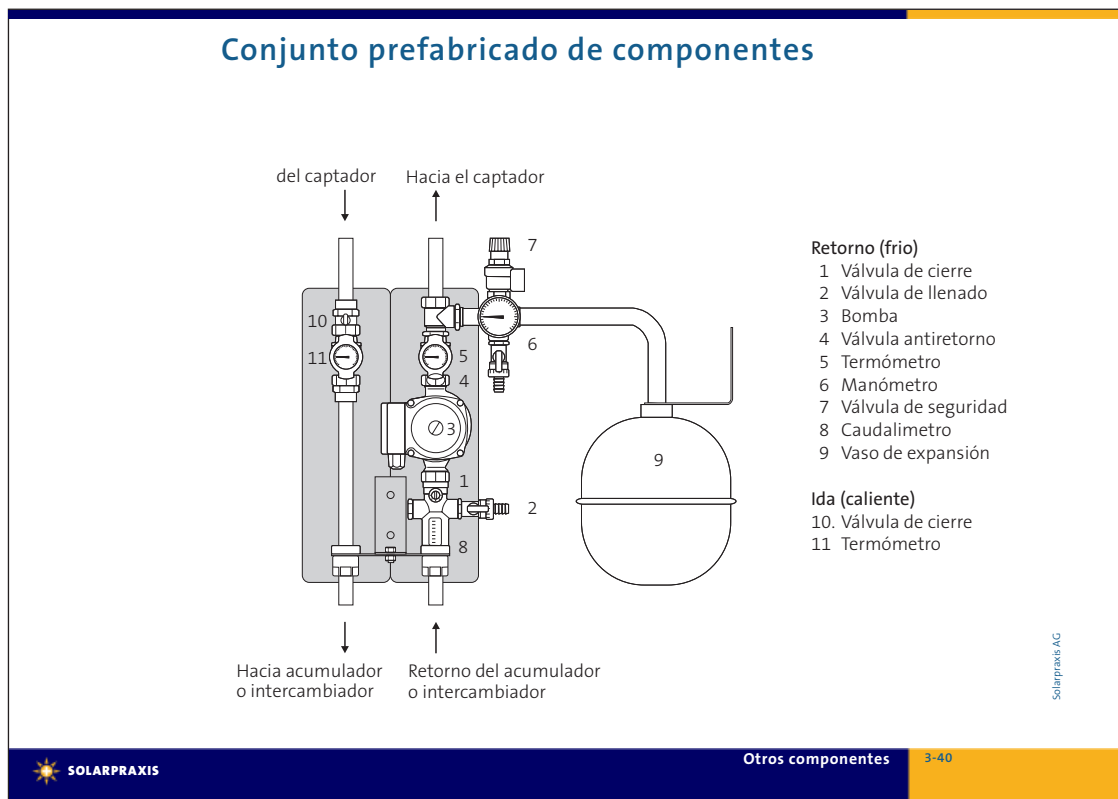 Conjunto prefabricado de componentes
del captador
Hacia el captador
7
10
11
5
6
4
3
9
1
2
8
Hacia acumulador
o intercambiador
Retorno del acumulador
o intercambiador
Retorno (frio)
1 Válvula de cierre
2 Válvula de llenado
3 Bomba
4 Válvula antiretorno
5 Termómetro
6 Manómetro
7 Válvula de seguridad
8 Caudalimetro
9 Vaso de expansión
Ida (caliente)
10. Válvula de cierre
11 Termómetro
Solarpraxis AG
SOLARPRAXIS
Otros componentes
3-40